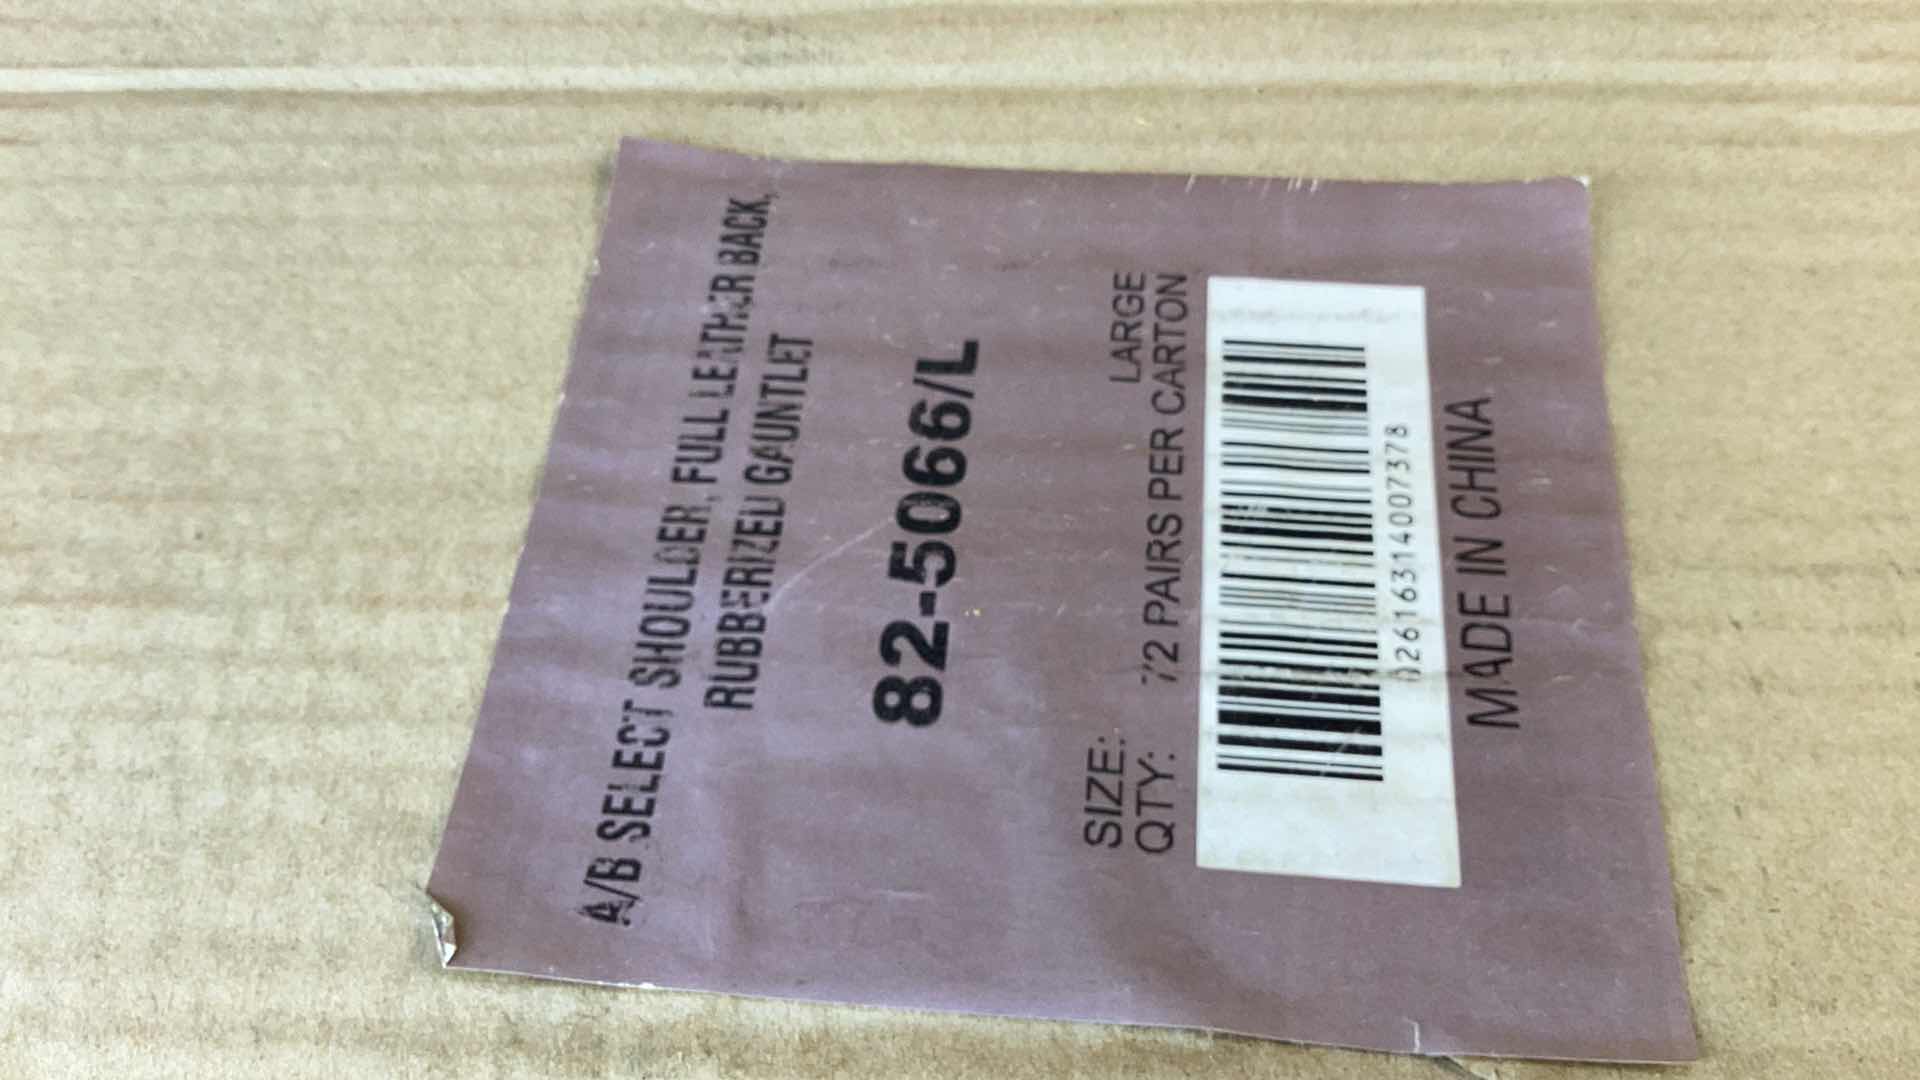 A/B SELECT SHOULDER, FULL LEATHER BACK,
RUBBERIZED GAUNTLET
82-5066/L
SIZE: LARGE
QTY: 72 PAIRS PER CARTON
02616314007378
MADE IN CHINA